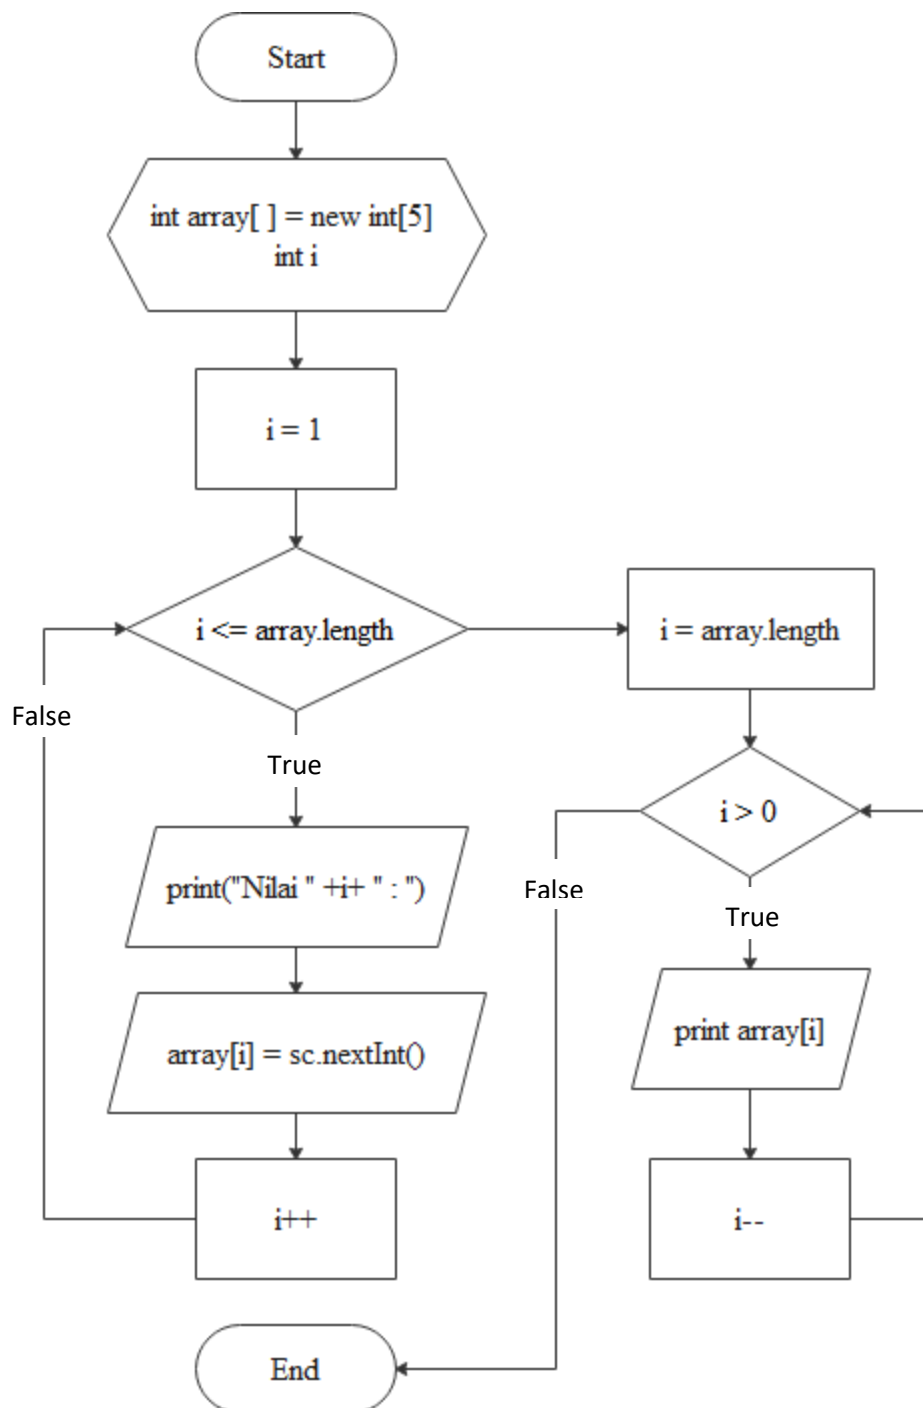 Start
int array[ ] = new int[5]
int i
i = 1
i <= array.length
False
True
print("Nilai " +i+ " : ")
array[i] = sc.nextInt()
i++
i = array.length
i > 0
False
True
print array[i]
i--
End